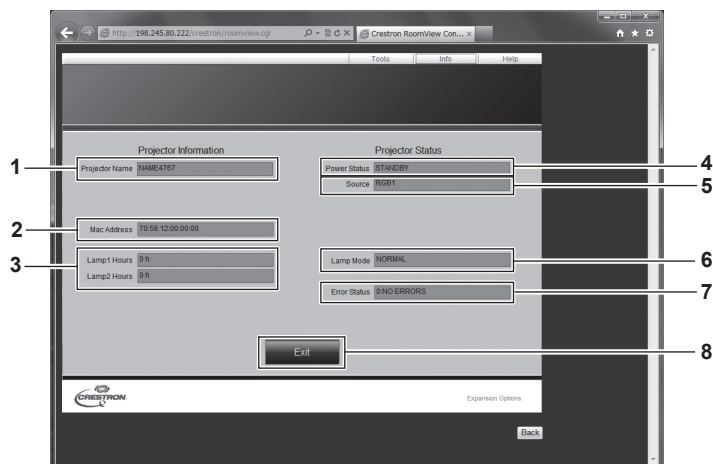 http://198.245.80.222/crestron/roomview.cgi
Crestron RoomView Con... ×
Tools Info Help
Projector Information
Projector Status
1
Projector Name NAME4767
Power Status STANDBY
4
Source RGB1
5
2
Mac Address 70:58:12:00:00:00
3
Lamp1 Hours 0 h
Lamp2 Hours 0 h
Lamp Mode NORMAL
6
Error Status 0:NO ERRORS
7
Exit
8
CRESTRON
Expansion Options
Back